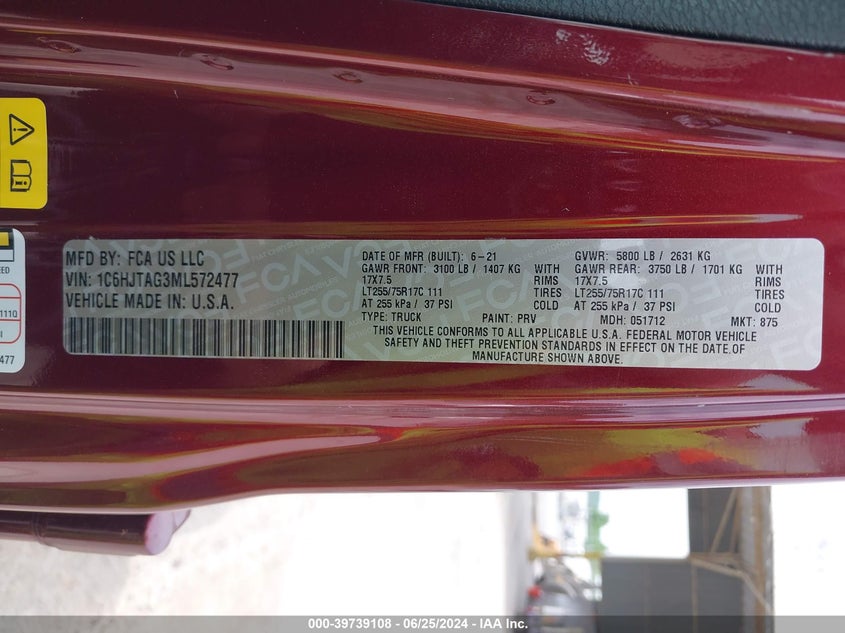 EED
111Q
477
MFD BY: FCA US LLC
VIN: 1C6HJTAG3ML572477
VEHICLE MADE IN: U.S.A.
DATE OF MFR (BUILT): 6-21
GAWR FRONT: 3100 LB / 1407 KG WITH
17X7.5 RIMS
LT255/75R17C 111 TIRES
AT 255 kPa / 37 PSI COLD
GVWR: 5800 LB / 2631 KG
GAWR REAR: 3750 LB / 1701 KG WITH
17X7.5 RIMS
LT255/75R17C 111 TIRES
AT 255 kPa / 37 PSI COLD
TYPE: TRUCK PAINT: PRV MDH: 051712 MKT: 875
THIS VEHICLE CONFORMS TO ALL APPLICABLE U.S.A. FEDERAL MOTOR VEHICLE
SAFETY AND THEFT PREVENTION STANDARDS IN EFFECT ON THE DATE OF
MANUFACTURE SHOWN ABOVE.
000-39739108 - 06/25/2024 - IAA Inc.